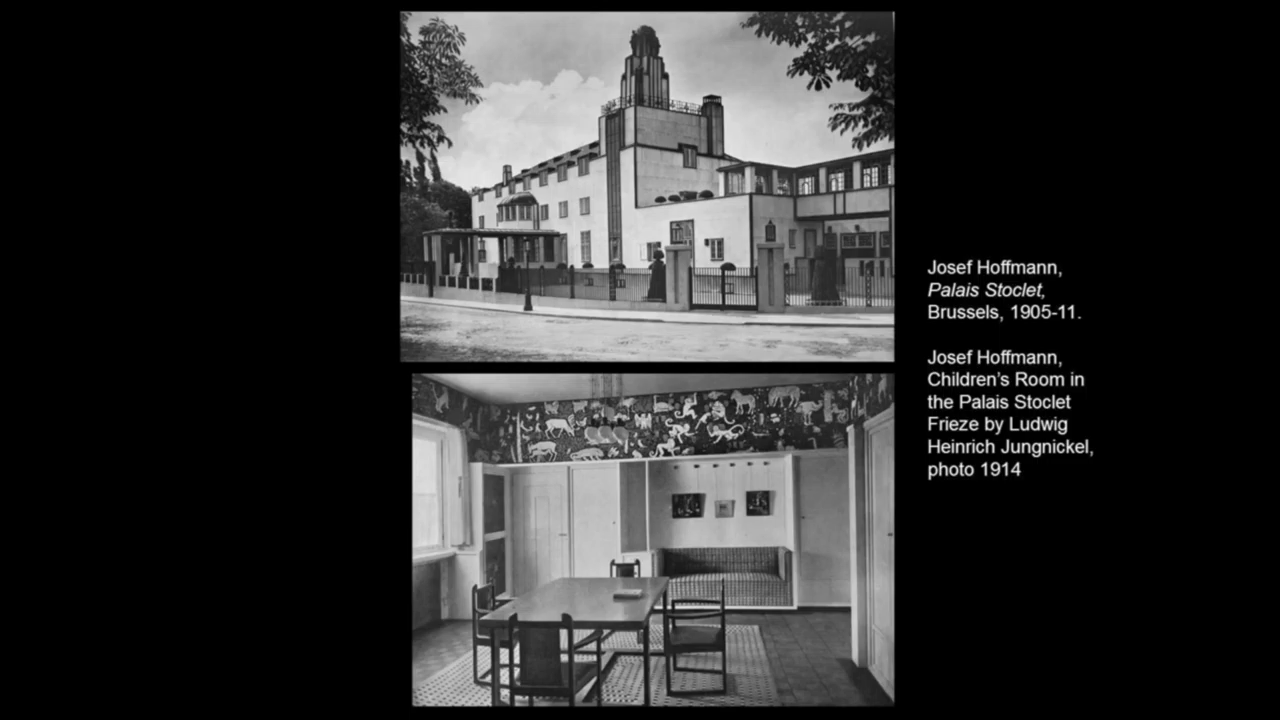 Josef Hoffmann,
Palais Stoclet,
Brussels, 1905-11.
Josef Hoffmann,
Children's Room in
the Palais Stoclet
Frieze by Ludwig
Heinrich Jungnickel,
photo 1914